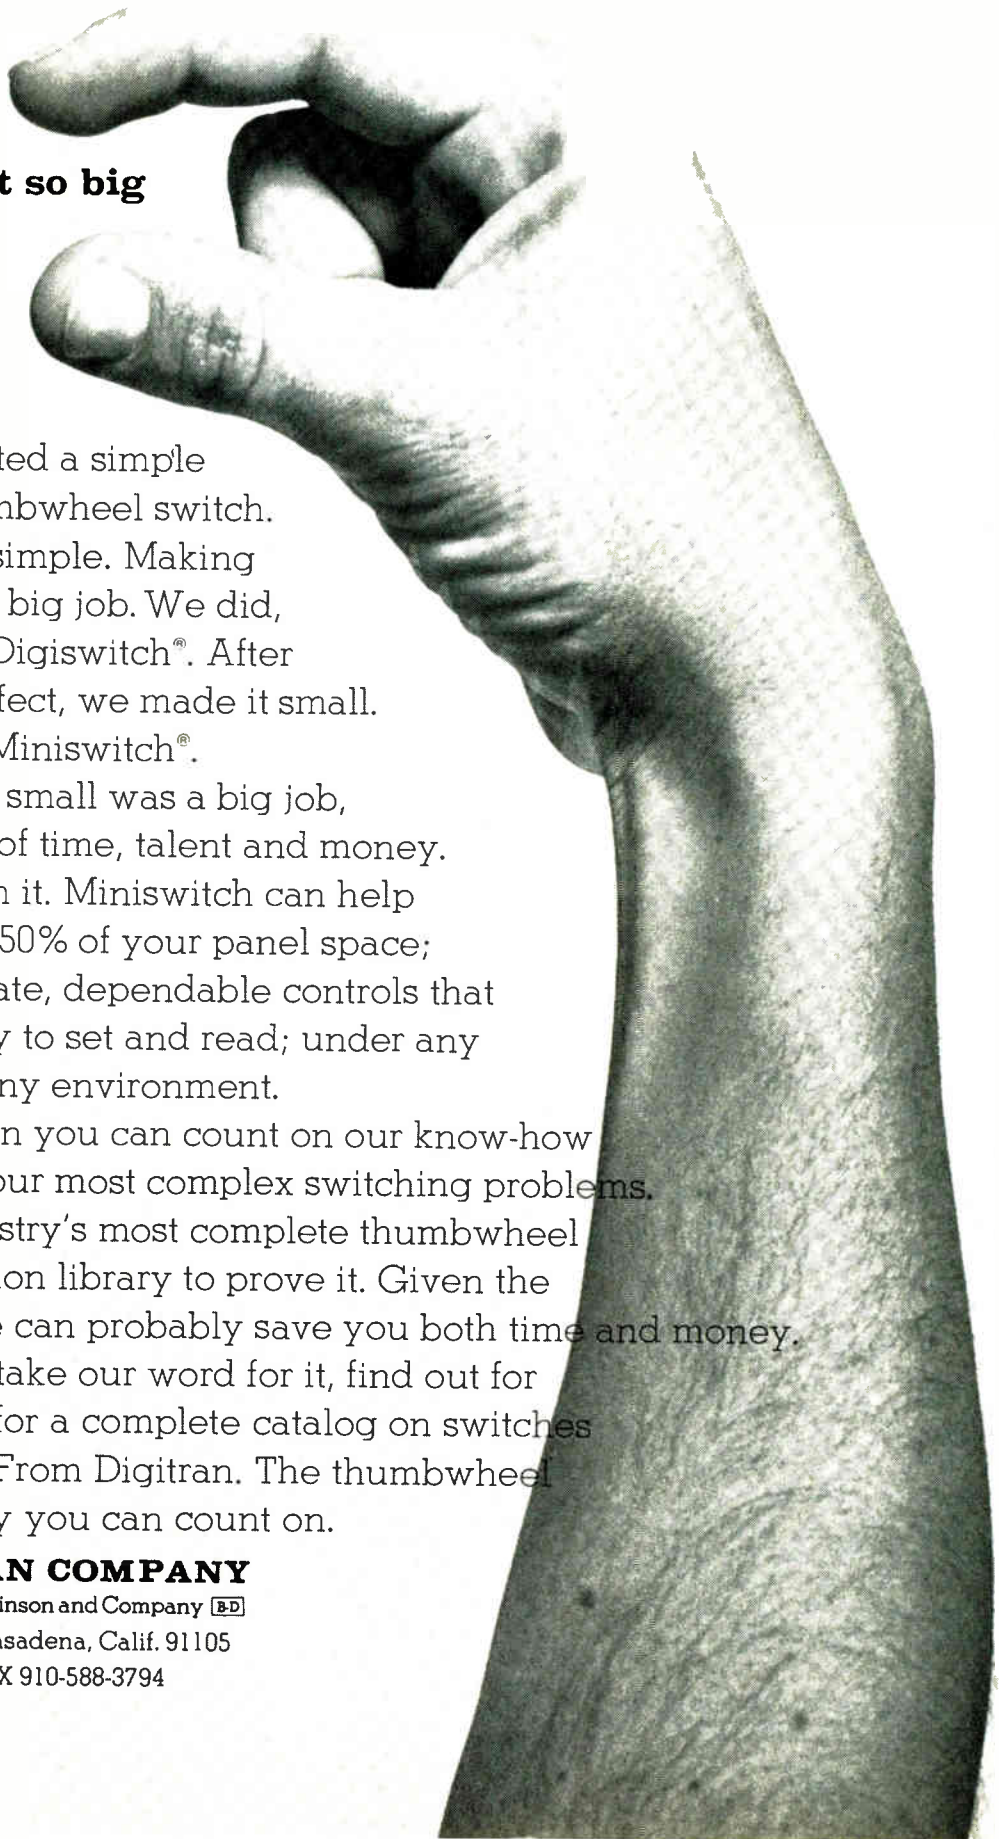 t so big
ted a simple
nbwheel switch.
simple. Making
big job. We did,
Digiswitch®. After
fect, we made it small.
Miniswitch®.
small was a big job,
of time, talent and money.
n it. Miniswitch can help
50% of your panel space;
ate, dependable controls that
y to set and read; under any
ny environment.
n you can count on our know-how
our most complex switching problems.
stry's most complete thumbwheel
on library to prove it. Given the
e can probably save you both time and money.
take our word for it, find out for
for a complete catalog on switches
From Digitran. The thumbwheel
y you can count on.
AN COMPANY
inson and Company B-D
asadena, Calif. 91105
X 910-588-3794